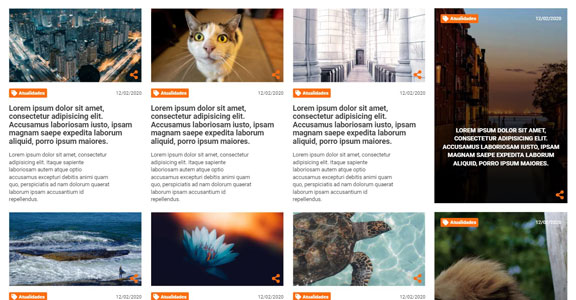 Atualidades 12/02/2020
Lorem ipsum dolor sit amet,
consectetur adipisicing elit.
Accusamus laboriosam iusto, ipsam
magnam saepe expedita laborum
aliquid, porro ipsum maiores.
Lorem ipsum dolor sit amet, consectetur
adipisicing elit. Itaque sapiente
laboriosam autem atque optio
accusamus excepturi debitis animi quam
quo, perspiciatis ad nam dolorum quaerat
laborum corporis stias id
repellendus.
Atualidades 12/02/2020
Lorem ipsum dolor sit amet,
consectetur adipisicing elit.
Accusamus laboriosam iusto, ipsam
magnam saepe expedita laborum
aliquid, porro ipsum maiores.
Lorem ipsum dolor sit amet, consectetur
adipisicing elit. Itaque sapiente
laboriosam autem atque optio
accusamus excepturi debitis animi quam
quo, perspiciatis ad nam dolorum quaerat
laborum corporis stias id
repellendus.
Atualidades 12/02/2020
Lorem ipsum dolor sit amet,
consectetur adipisicing elit.
Accusamus laboriosam iusto, ipsam
magnam saepe expedita laborum
aliquid, porro ipsum maiores.
Lorem ipsum dolor sit amet, consectetur
adipisicing elit. Itaque sapiente
laboriosam autem atque optio
accusamus excepturi debitis animi quam
quo, perspiciatis ad nam dolorum quaerat
laborum corporis stias id
repellendus.
Atualidades 12/02/2020
LOREM IPSUM DOLOR SIT AMET,
CONSECTETUR ADIPISICING ELIT.
ACCUSAMUS LABORIOSAM IUSTO, IPSAM
MAGNAM SAEPE EXPEDITA LABORUM
ALIQUID, PORRO IPSUM MAIORES.
Atualidades 12/02/2020
Atualidades 12/02/2020
Atualidades 12/02/2020
Atualidades 12/02/2020